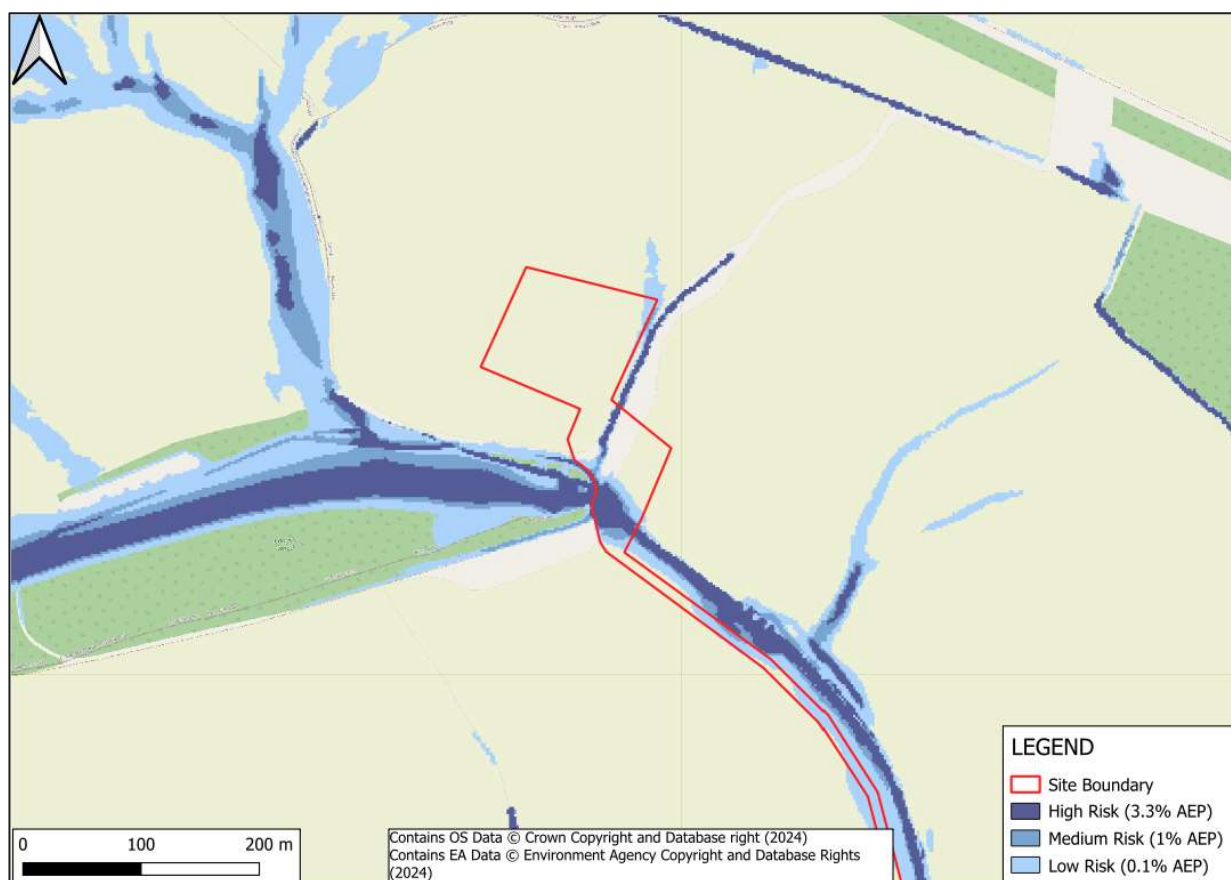 LEGEND
Site Boundary
High Risk (3.3% AEP)
Medium Risk (1% AEP)
Low Risk (0.1% AEP)
0 100 200 m
Contains OS Data © Crown Copyright and Database right (2024)
Contains EA Data © Environment Agency Copyright and Database Rights
(2024)